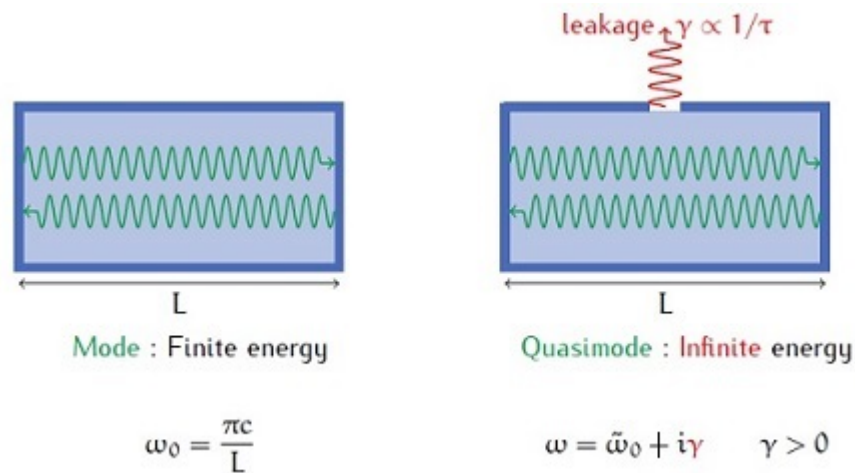 leakage γ ∝ 1/τ
L
L
Mode : Finite energy
Quasimode : Infinite energy
ω₀ = πc/L
ω = ω̃₀ + iγ γ > 0